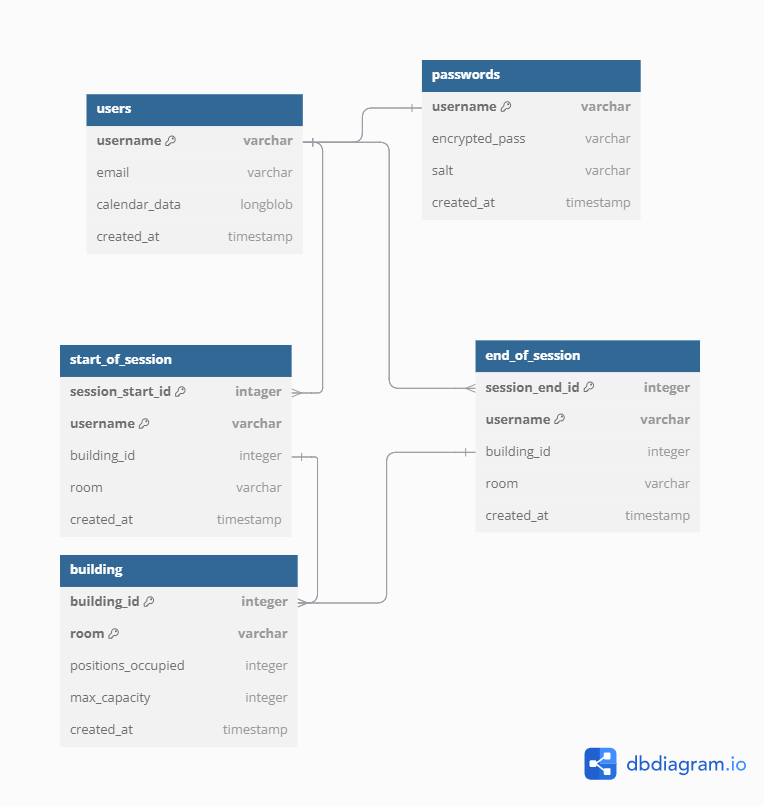 passwords
username varchar
encrypted_pass varchar
salt varchar
created_at timestamp
users
username varchar
email varchar
calendar_data longblob
created_at timestamp
start_of_session
session_start_id intager
username varchar
building_id integer
room varchar
created_at timestamp
end_of_session
session_end_id integer
username varchar
building_id integer
room varchar
created_at timestamp
building
building_id integer
room varchar
positions_occupied integer
max_capacity integer
created_at timestamp
dbdiagram.io